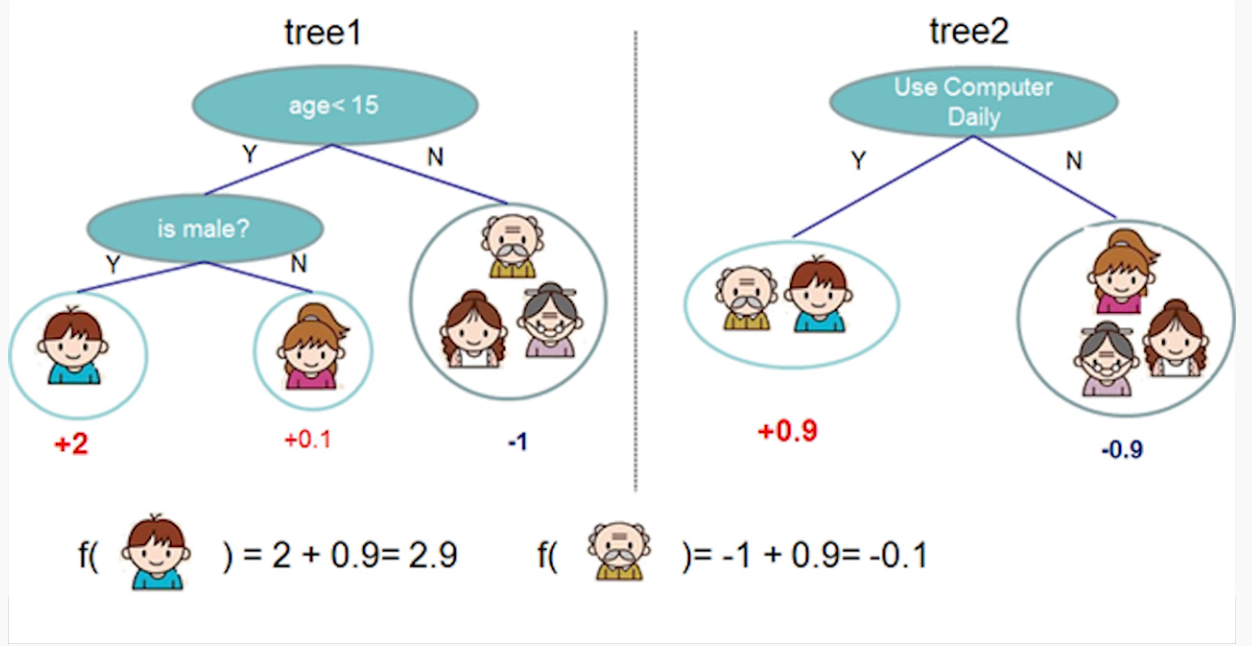 tree1
age< 15
Y
N
is male?
Y
N
+2
+0.1
-1
tree2
Use Computer
Daily
Y
N
+0.9
-0.9
f( ) = 2 + 0.9= 2.9
f( )= -1 + 0.9= -0.1